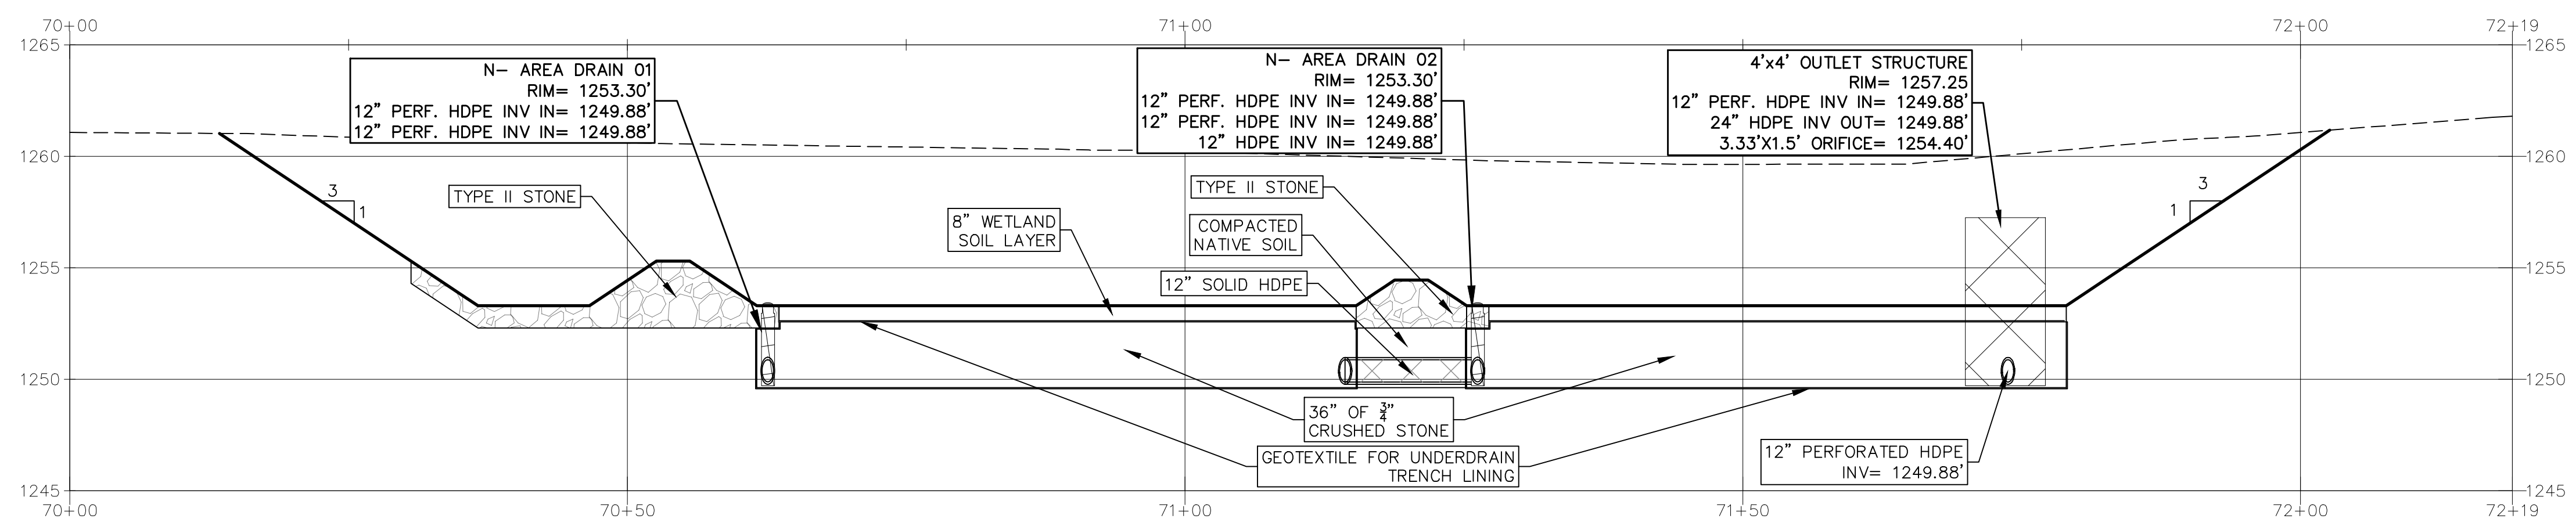 70+00
71+00
72+00
72+19
1265
1265
N- AREA DRAIN 01
RIM= 1253.30'
12" PERF. HDPE INV IN= 1249.88'
12" PERF. HDPE INV IN= 1249.88'
N- AREA DRAIN 02
RIM= 1253.30'
12" PERF. HDPE INV IN= 1249.88'
12" PERF. HDPE INV IN= 1249.88'
12" HDPE INV IN= 1249.88'
4'x4' OUTLET STRUCTURE
RIM= 1257.25
12" PERF. HDPE INV IN= 1249.88'
24" HDPE INV OUT= 1249.88'
3.33'X1.5' ORIFICE= 1254.40'
1260
1260
3
1
TYPE II STONE
8" WETLAND
SOIL LAYER
TYPE II STONE
COMPACTED
NATIVE SOIL
12" SOLID HDPE
3
1
1255
1255
1250
1250
36" OF 3/4"
CRUSHED STONE
GEOTEXTILE FOR UNDERDRAIN
TRENCH LINING
12" PERFORATED HDPE
INV= 1249.88'
1245
1245
70+00
70+50
71+00
71+50
72+00
72+19